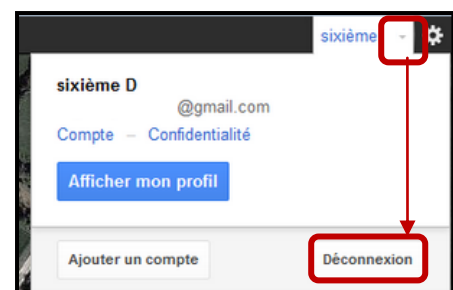 sixième
sixième D
@gmail.com
Compte – Confidentialité
Afficher mon profil
Ajouter un compte
Déconnexion